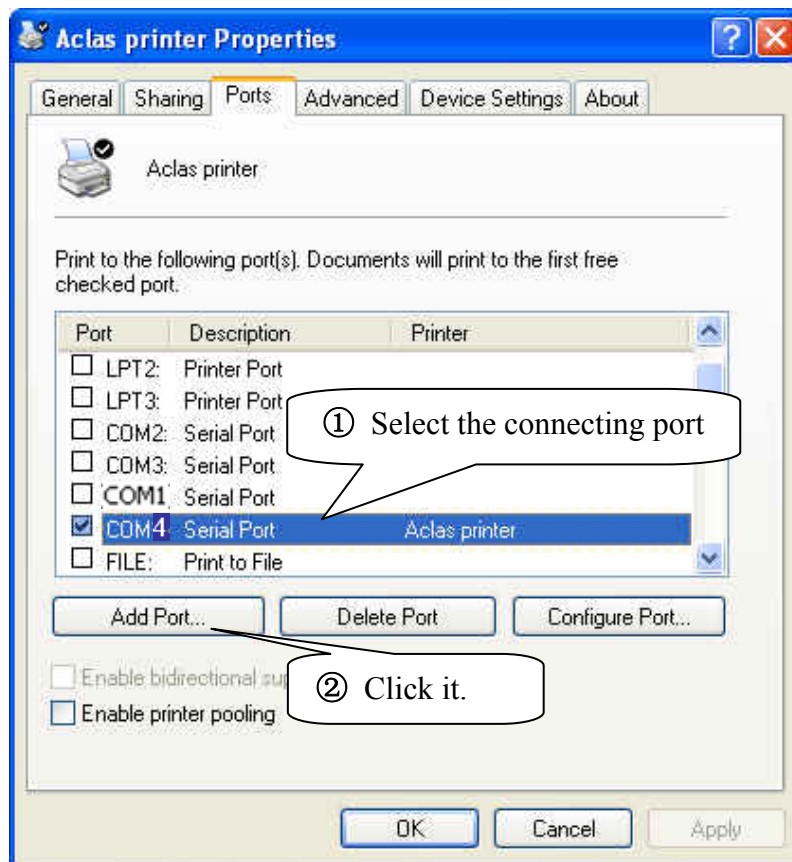 Aclas printer Properties
General Sharing Ports Advanced Device Settings About
Aclas printer
Print to the following port(s). Documents will print to the first free
checked port.
Port Description Printer
LPT2: Printer Port
LPT3: Printer Port
① Select the connecting port
COM2: Serial Port
COM3: Serial Port
COM1 Serial Port
COM4 Serial Port Aclas printer
FILE: Print to File
Add Port... Delete Port Configure Port...
Enable bidirectional
② Click it.
Enable printer pooling
OK Cancel Apply